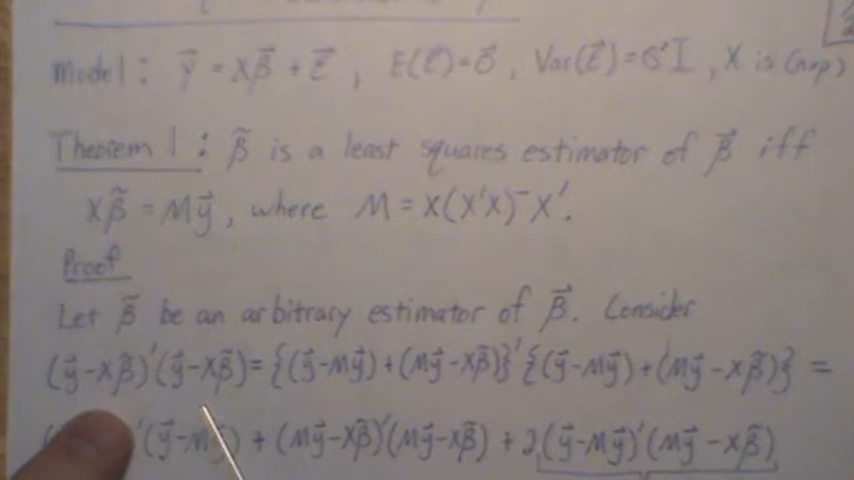 Model: y⃗ = Xβ⃗ + ε⃗, E(ε⃗)=0⃗, Var(ε⃗)=σ²I, X is (n×p)
Theorem 1: β̃ is a least squares estimator of β⃗ iff
Xβ̃ = My⃗, where M = X(X'X)⁻X'.
Proof
Let β̃ be an arbitrary estimator of β⃗. Consider
(y⃗-Xβ̃)'(y⃗-Xβ̃) = {(y⃗-My⃗)+(My⃗-Xβ̃)}'{(y⃗-My⃗)+(My⃗-Xβ̃)} =
'(y⃗-My⃗) + (My⃗-Xβ̃)'(My⃗-Xβ̃) + 2(y⃗-My⃗)'(My⃗-Xβ̃)